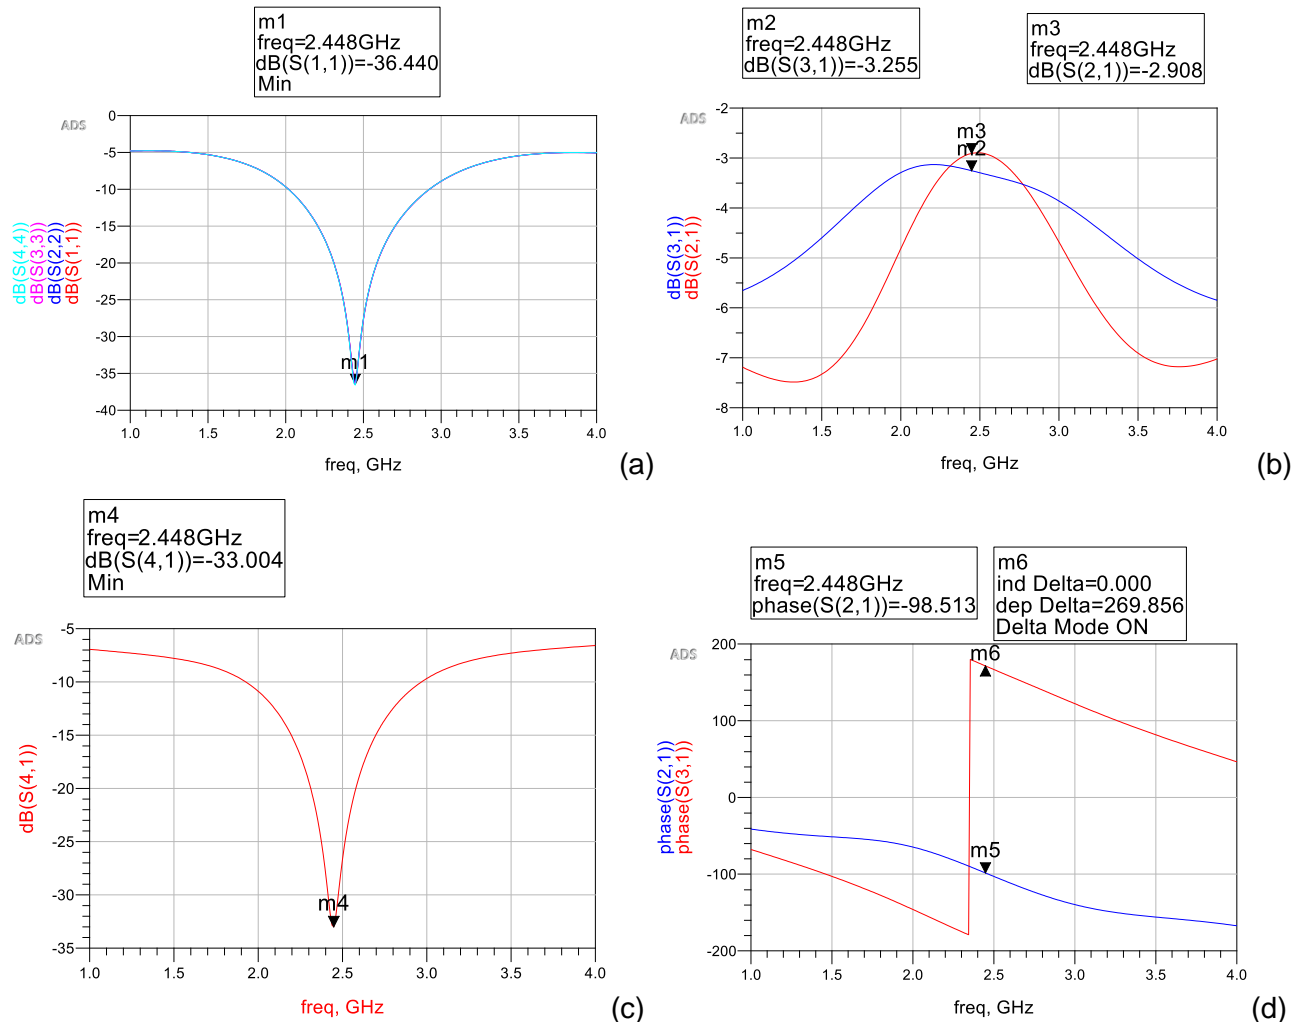 m1
freq=2.448GHz
dB(S(1,1))=-36.440
Min
m2
freq=2.448GHz
dB(S(3,1))=-3.255
m3
freq=2.448GHz
dB(S(2,1))=-2.908
ADS
0
-5
-10
-15
-20
-25
-30
-35
-40
dB(S(4,4))
dB(S(3,3))
dB(S(2,2))
dB(S(1,1))
m1
1.0 1.5 2.0 2.5 3.0 3.5 4.0
freq, GHz
(a)
ADS
-2
-3
-4
-5
-6
-7
-8
dB(S(3,1))
dB(S(2,1))
m3
m2
1.0 1.5 2.0 2.5 3.0 3.5 4.0
freq, GHz
(b)
m4
freq=2.448GHz
dB(S(4,1))=-33.004
Min
ADS
-5
-10
-15
-20
-25
-30
-35
dB(S(4,1))
m4
1.0 1.5 2.0 2.5 3.0 3.5 4.0
freq, GHz
(c)
m5
freq=2.448GHz
phase(S(2,1))=-98.513
m6
ind Delta=0.000
dep Delta=269.856
Delta Mode ON
ADS
200
100
0
-100
-200
phase(S(2,1))
phase(S(3,1))
m6
m5
1.0 1.5 2.0 2.5 3.0 3.5 4.0
freq, GHz
(d)